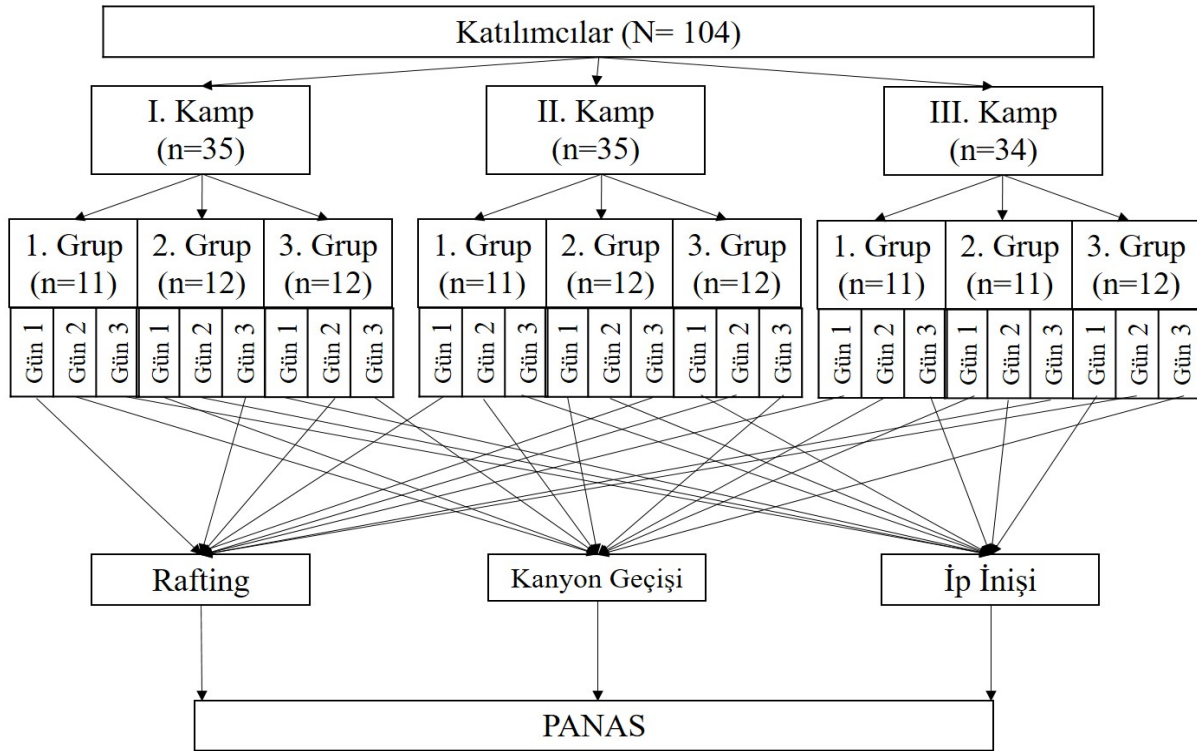 Katılımcılar (N= 104)
I. Kamp
(n=35)
II. Kamp
(n=35)
III. Kamp
(n=34)
1. Grup
(n=11)
2. Grup
(n=12)
3. Grup
(n=12)
1. Grup
(n=11)
2. Grup
(n=12)
3. Grup
(n=12)
1. Grup
(n=11)
2. Grup
(n=11)
3. Grup
(n=12)
Gün 1
Gün 2
Gün 3
Gün 1
Gün 2
Gün 3
Gün 1
Gün 2
Gün 3
Gün 1
Gün 2
Gün 3
Gün 1
Gün 2
Gün 3
Gün 1
Gün 2
Gün 3
Gün 1
Gün 2
Gün 3
Gün 1
Gün 2
Gün 3
Gün 1
Gün 2
Gün 3
Rafting
Kanyon Geçişi
İp İnişi
PANAS